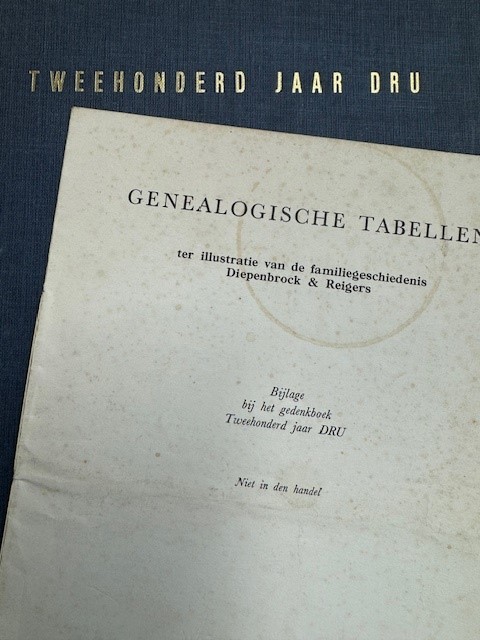 TWEEHONDERD JAAR DRU
GENEALOGISCHE TABELLEN
ter illustratie van de familiegeschiedenis
Diepenbrock & Reigers
Bijlage
bij het gedenkboek
Tweehonderd jaar DRU
Niet in den handel